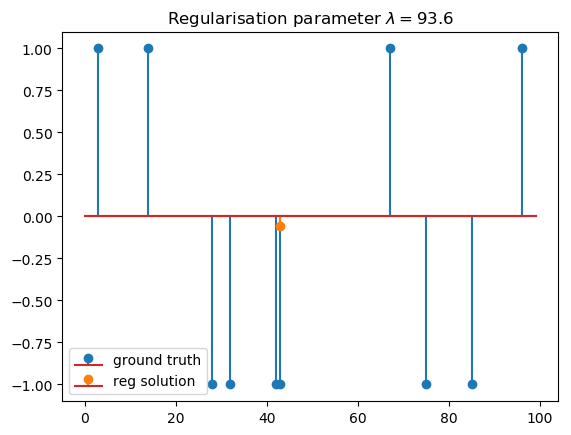 Regularisation parameter λ = 93.6
1.00
0.75
0.50
0.25
0.00
−0.25
−0.50
−0.75
−1.00
ground truth
reg solution
0 20 40 60 80 100